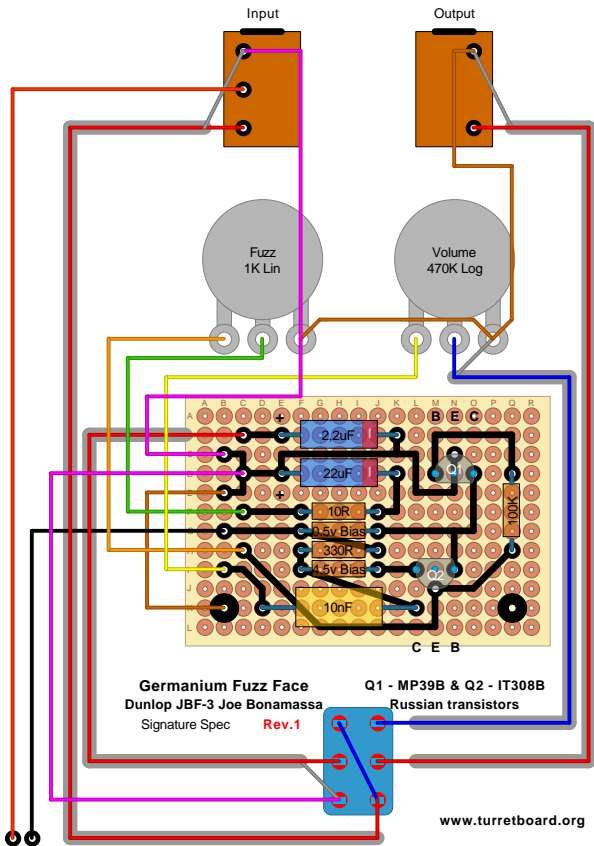 Input
Output
Fuzz
1K Lin
Volume
470K Log
A B C D E F G H I J K L M N O P Q R
A
+
B E C
2.2uF
Q1
22uF
+
10R
100K
0.5v Bias
330R
4.5v Bias
Q2
J
10nF
L
C E B
Germanium Fuzz Face
Dunlop JBF-3 Joe Bonamassa
Signature Spec Rev.1
Q1 - MP39B & Q2 - IT308B
Russian transistors
www.turretboard.org